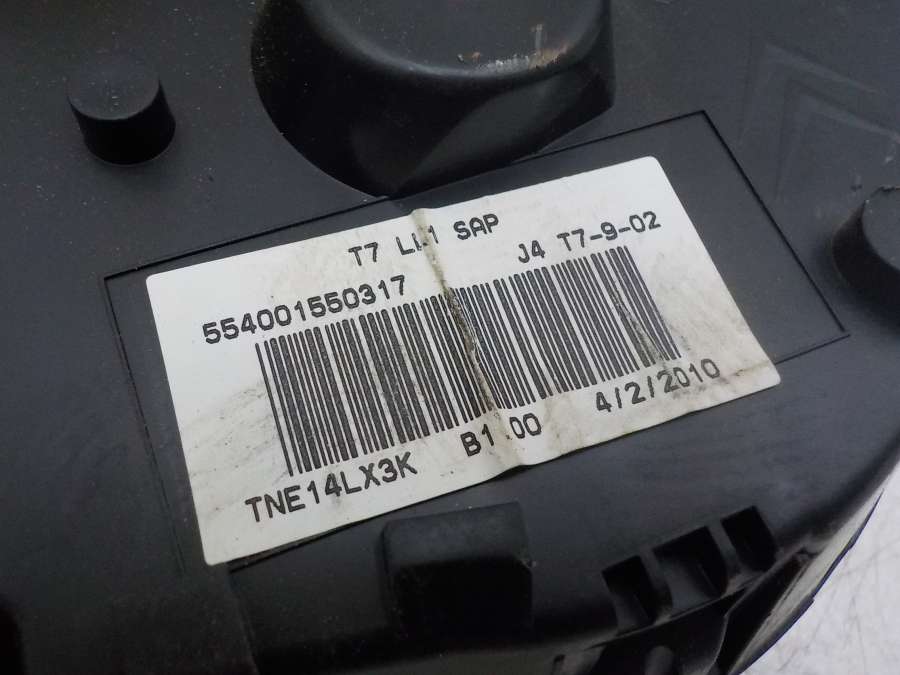 T7 SAP
554001550317 J4 T7-9-02
TNE14LX3K 4/2/2010